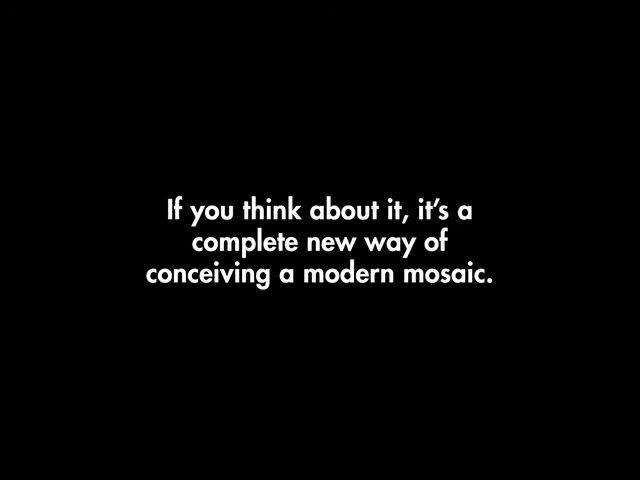 If you think about it, it's a
complete new way of
conceiving a modern mosaic.